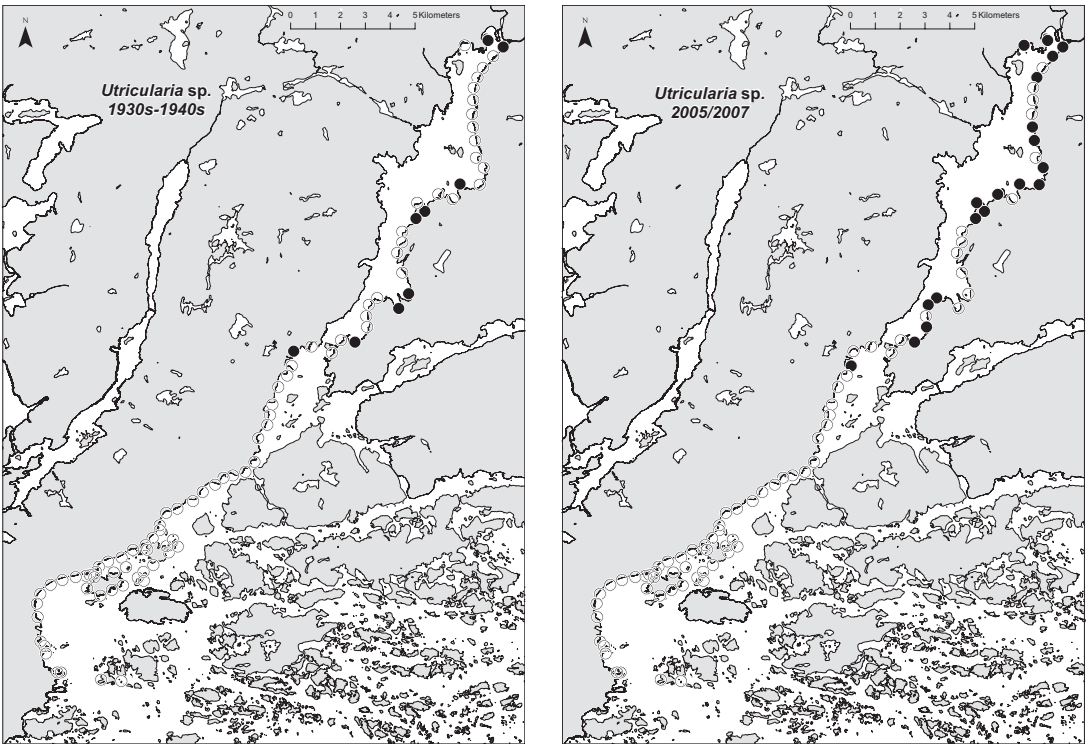 N
0 1 2 3 4 5 Kilometers
Utricularia sp.
1930s-1940s
N
0 1 2 3 4 5 Kilometers
Utricularia sp.
2005/2007